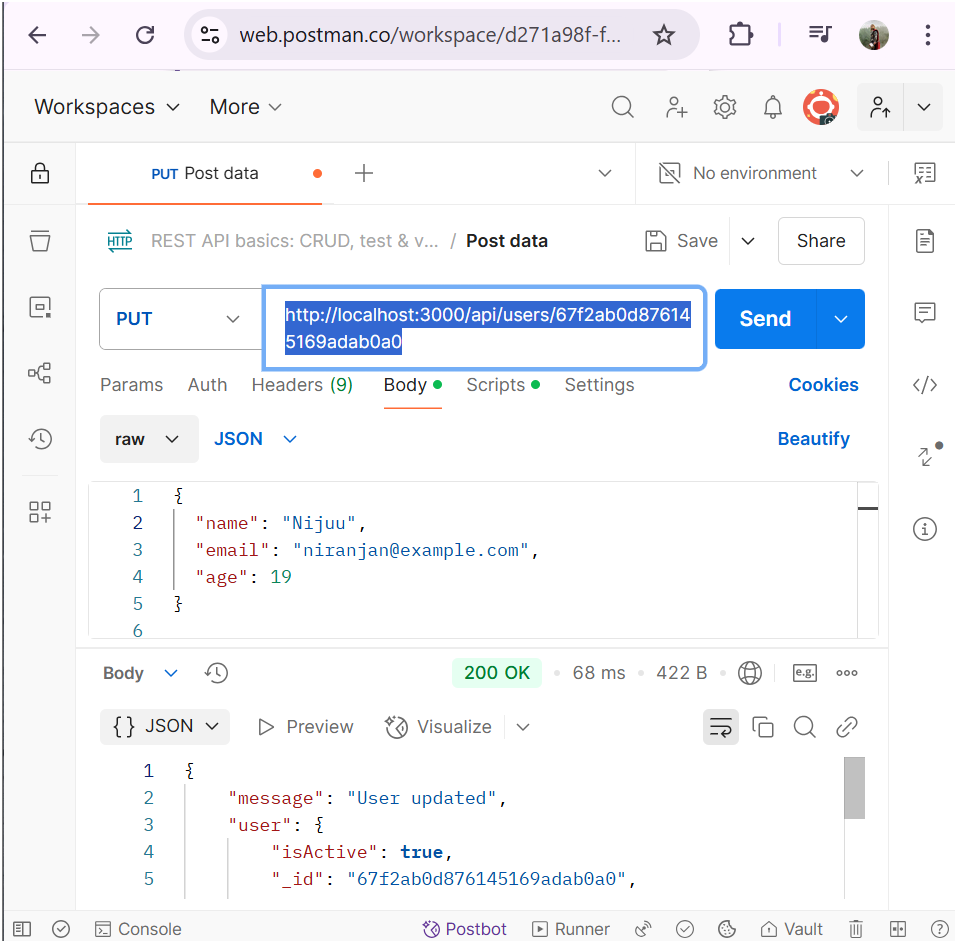 web.postman.co/workspace/d271a98f-f...
Workspaces More
PUT Post data No environment
HTTP REST API basics: CRUD, test & v... / Post data Save Share
PUT http://localhost:3000/api/users/67f2ab0d87614
5169adab0a0 Send
Params Auth Headers (9) Body Scripts Settings Cookies
raw JSON Beautify
1 {
2 "name": "Nijuu",
3 "email": "niranjan@example.com",
4 "age": 19
5 }
6
Body 200 OK • 68 ms • 422 B • e.g.
{} JSON Preview Visualize
1 {
2 "message": "User updated",
3 "user": {
4 "isActive": true,
5 "_id": "67f2ab0d876145169adab0a0",
Console Postbot Runner Vault